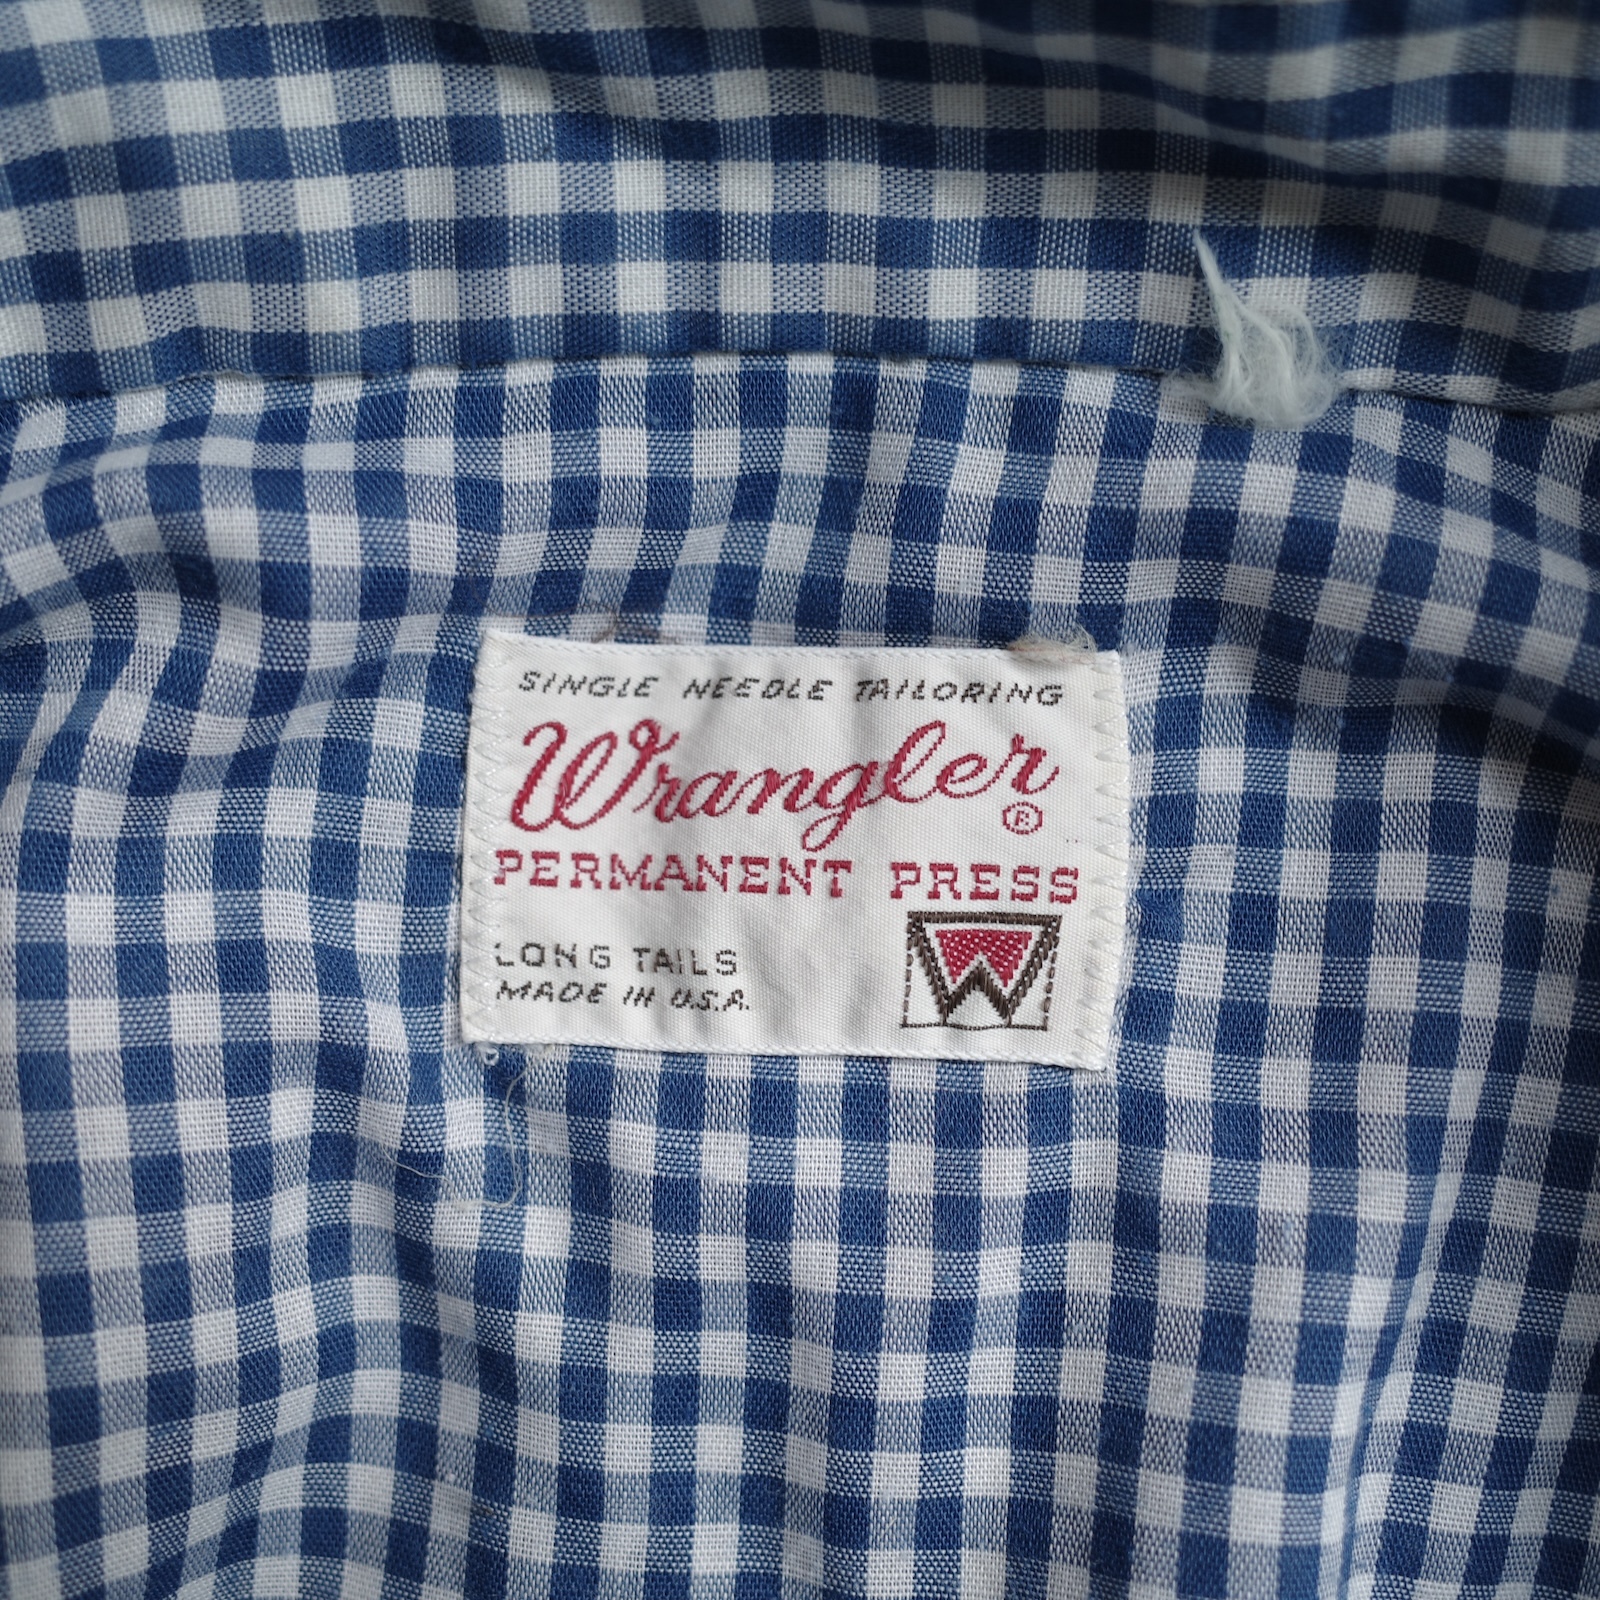 SINGLE NEEDLE TAILORING
Wrangler®
PERMANENT PRESS
LONG TAILS
MADE IN U.S.A.
W